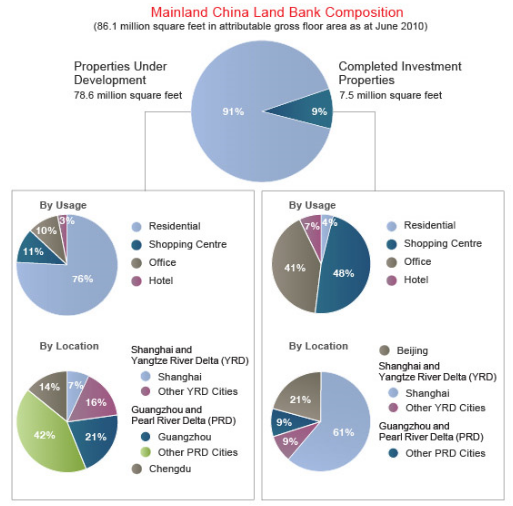 Mainland China Land Bank Composition
(86.1 million square feet in attributable gross floor area as at June 2010)
Properties Under
Development
78.6 million square feet
91%
9%
Completed Investment
Properties
7.5 million square feet
By Usage
3%
10%
11%
76%
Residential
Shopping Centre
Office
Hotel
By Location
14%
7%
16%
21%
42%
Shanghai and
Yangtze River Delta (YRD)
Shanghai
Other YRD Cities
Guangzhou and
Pearl River Delta (PRD)
Guangzhou
Other PRD Cities
Chengdu
By Usage
7%
4%
41%
48%
Residential
Shopping Centre
Office
Hotel
By Location
21%
9%
9%
61%
Beijing
Shanghai and
Yangtze River Delta (YRD)
Shanghai
Other YRD Cities
Guangzhou and
Pearl River Delta (PRD)
Other PRD Cities